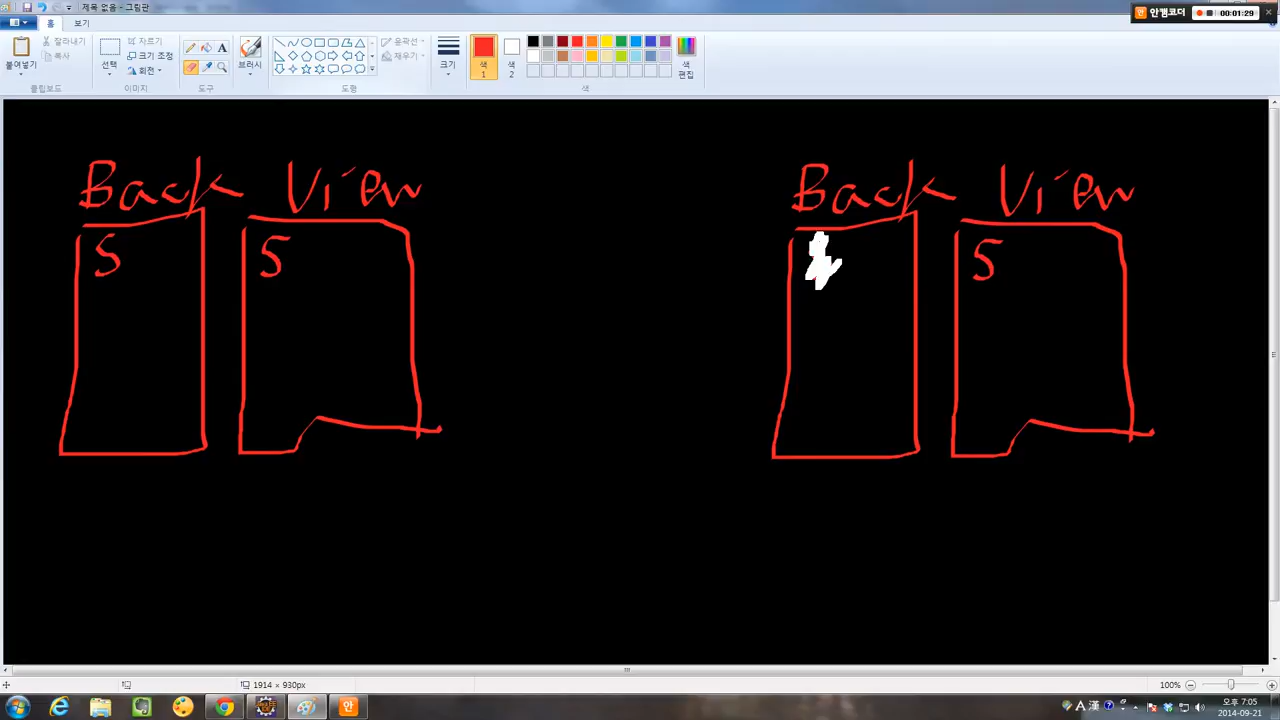 제목 없음 - 그림판
안캠코더
00:01:29
홈
보기
붙여넣기
잘라내기
복사
클립보드
선택
자르기
크기 조정
회전
이미지
A
도구
브러시
윤곽선
채우기
도형
크기
색 1
색 2
색 편집
색
Back View
5
5
Back View
5
1914 × 930px
100%
A 漢
오후 7:05
2014-09-21